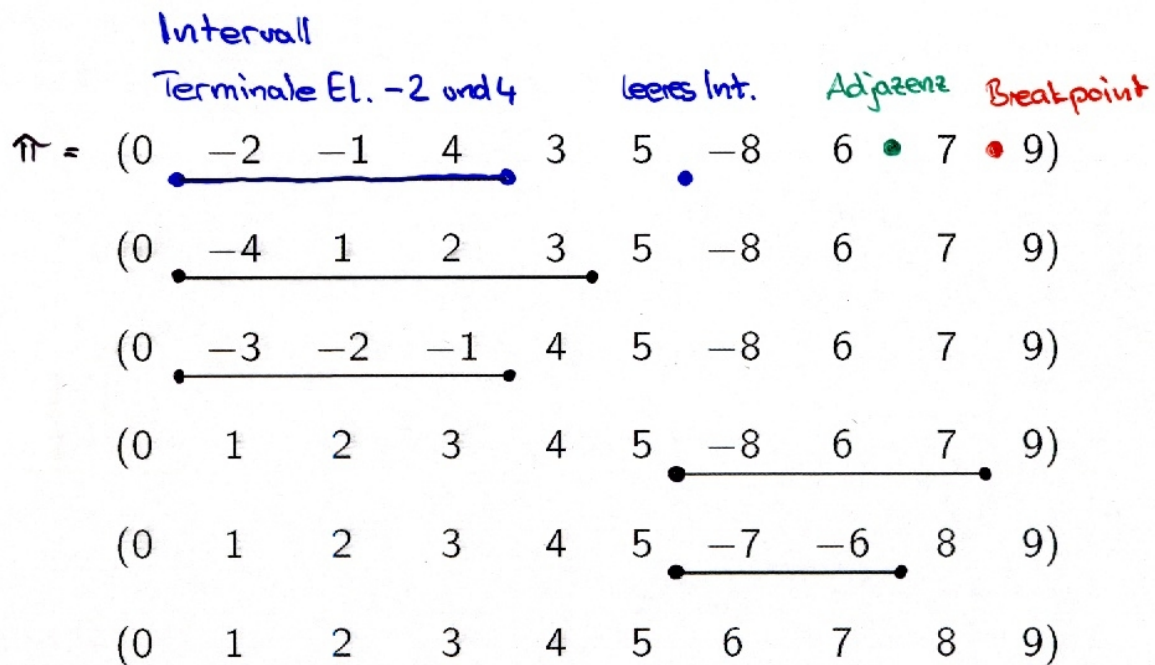 Intervall
Terminale El. -2 und 4 leeres Int. Adjazenz Breakpoint
π = (0 −2 −1 4 3 5 −8 6 7 9)
(0 −4 1 2 3 5 −8 6 7 9)
(0 −3 −2 −1 4 5 −8 6 7 9)
(0 1 2 3 4 5 −8 6 7 9)
(0 1 2 3 4 5 −7 −6 8 9)
(0 1 2 3 4 5 6 7 8 9)